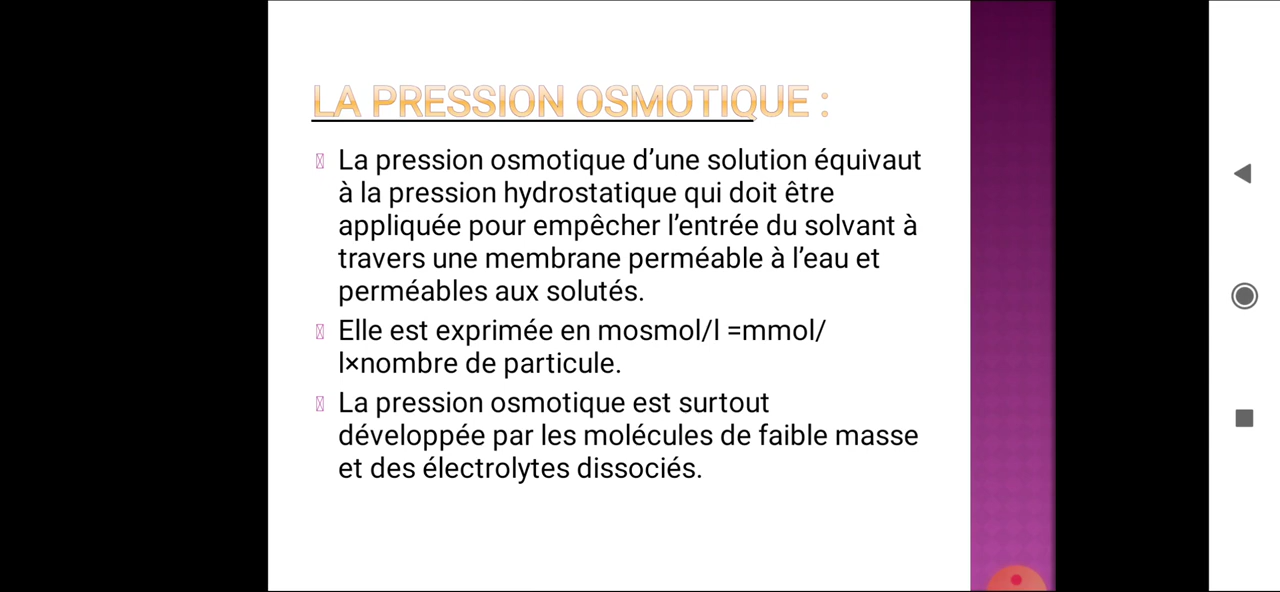 LA PRESSION OSMOTIQUE :
La pression osmotique d’une solution équivaut
à la pression hydrostatique qui doit être
appliquée pour empêcher l’entrée du solvant à
travers une membrane perméable à l’eau et
perméables aux solutés.
Elle est exprimée en mosmol/l =mmol/
l×nombre de particule.
La pression osmotique est surtout
développée par les molécules de faible masse
et des électrolytes dissociés.